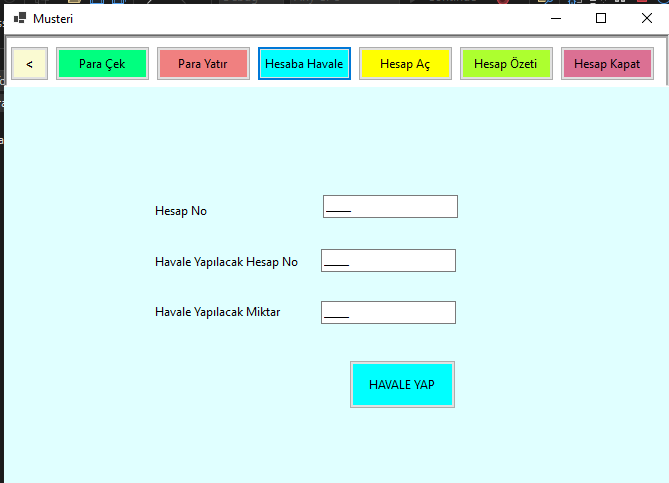 Musteri
< Para Çek Para Yatır Hesaba Havale Hesap Aç Hesap Özeti Hesap Kapat
Hesap No ____
Havale Yapılacak Hesap No ____
Havale Yapılacak Miktar ____
HAVALE YAP